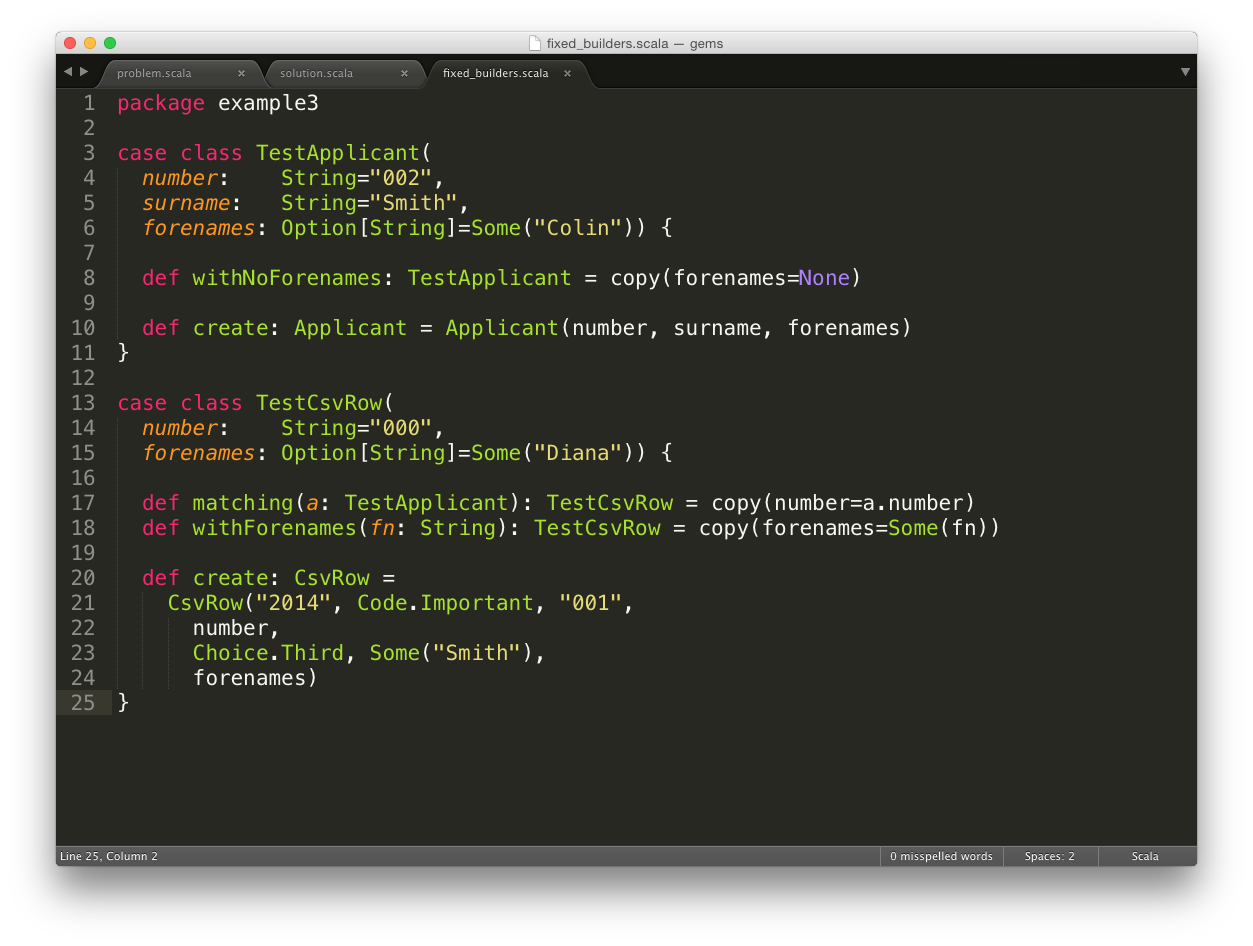 fixed_builders.scala — gems
problem.scala × solution.scala × fixed_builders.scala ×
1 package example3
2
3 case class TestApplicant(
4   number:    String="002",
5   surname:   String="Smith",
6   forenames: Option[String]=Some("Colin")) {
7
8   def withNoForenames: TestApplicant = copy(forenames=None)
9
10   def create: Applicant = Applicant(number, surname, forenames)
11 }
12
13 case class TestCsvRow(
14   number:    String="000",
15   forenames: Option[String]=Some("Diana")) {
16
17   def matching(a: TestApplicant): TestCsvRow = copy(number=a.number)
18   def withForenames(fn: String): TestCsvRow = copy(forenames=Some(fn))
19
20   def create: CsvRow =
21     CsvRow("2014", Code.Important, "001",
22       number,
23       Choice.Third, Some("Smith"),
24       forenames)
25 }
Line 25, Column 2 0 misspelled words Spaces: 2 Scala